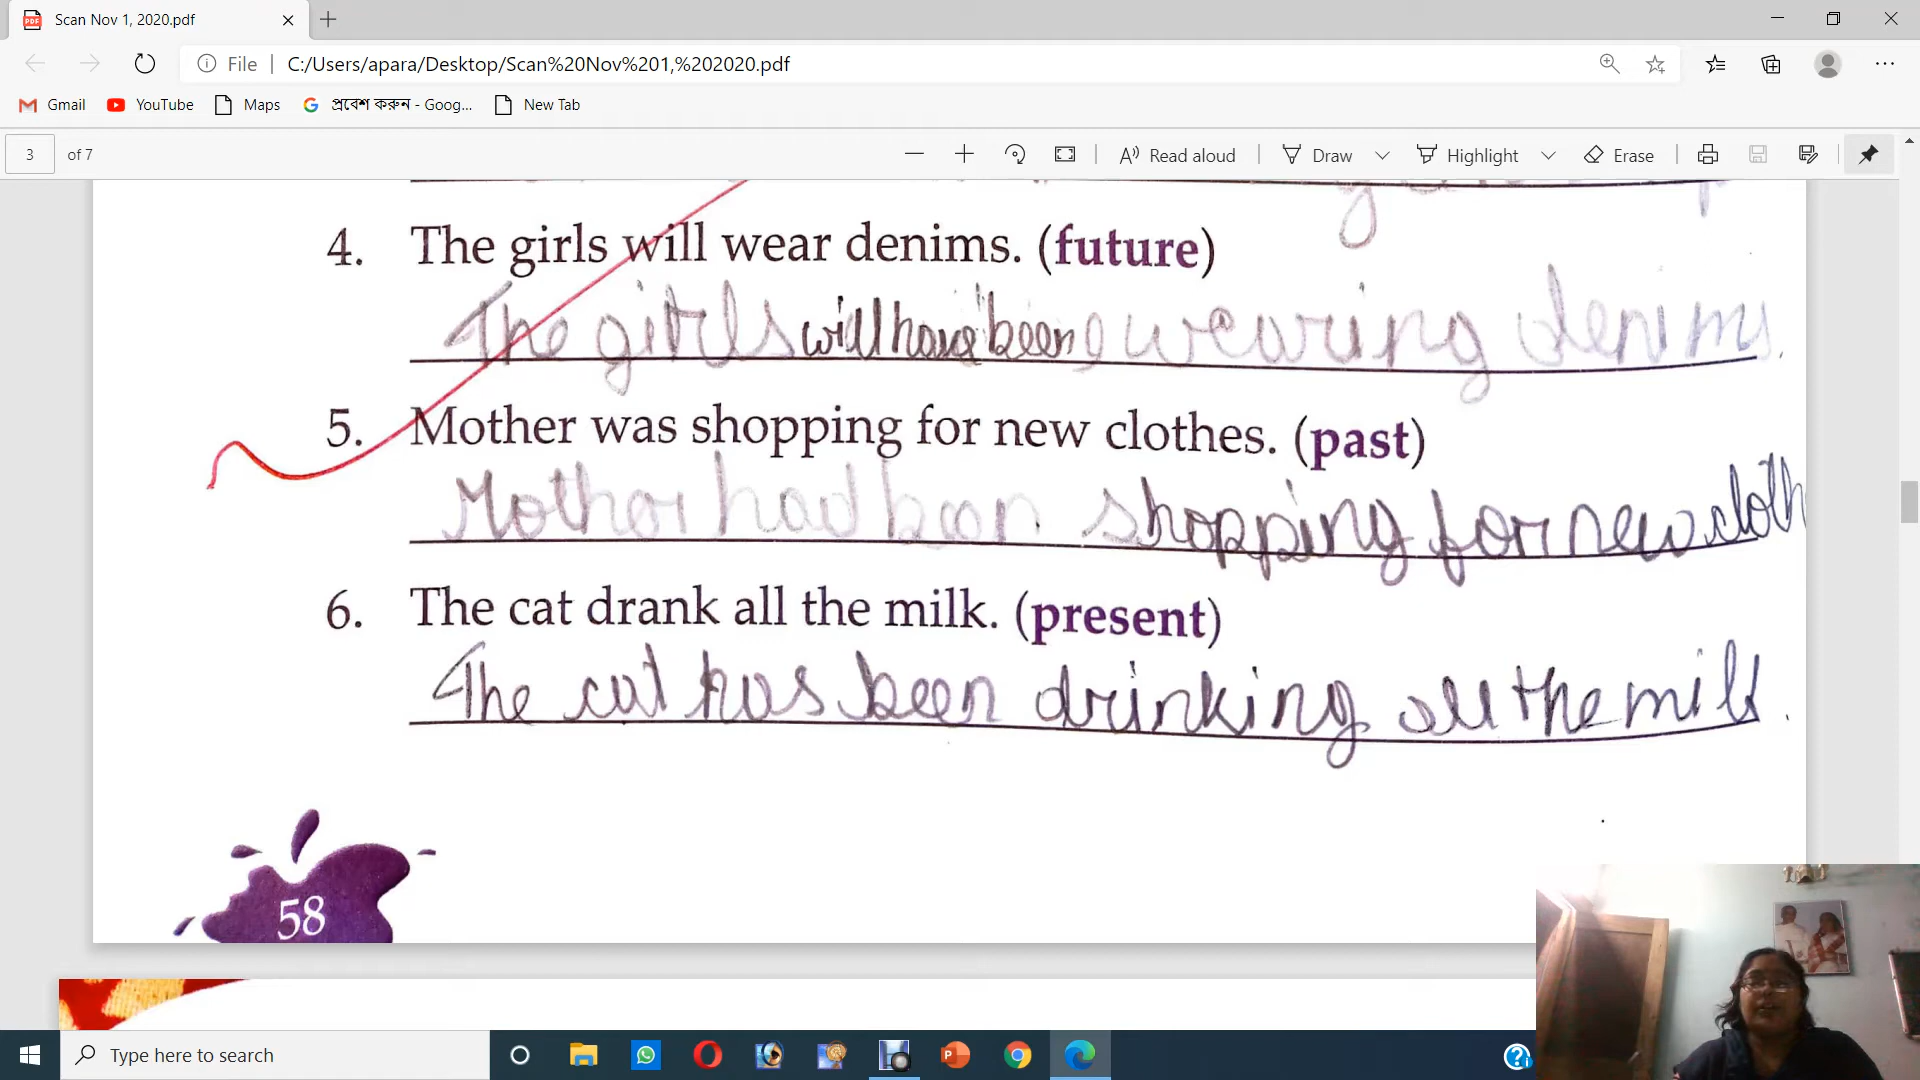 Scan Nov 1, 2020.pdf
File C:/Users/apara/Desktop/Scan%20Nov%201,%202020.pdf
Gmail YouTube Maps প্রবেশ করুন - Goog... New Tab
3 of 7 Read aloud Draw Highlight Erase
4. The girls will wear denims. (future)
The girls will have been wearing denims.
5. Mother was shopping for new clothes. (past)
Mother had been shopping for new cloth
6. The cat drank all the milk. (present)
The cat has been drinking all the milk.
58
Type here to search